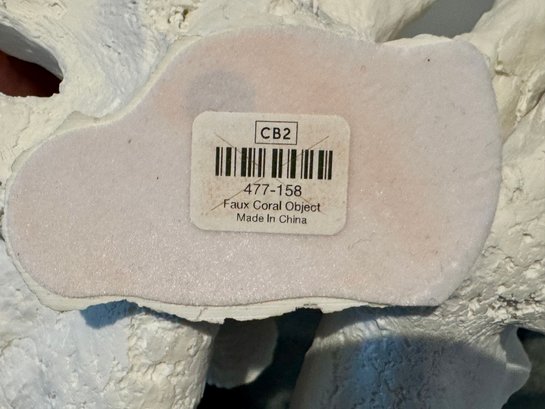 CB2
477-158
Faux Coral Object
Made In China